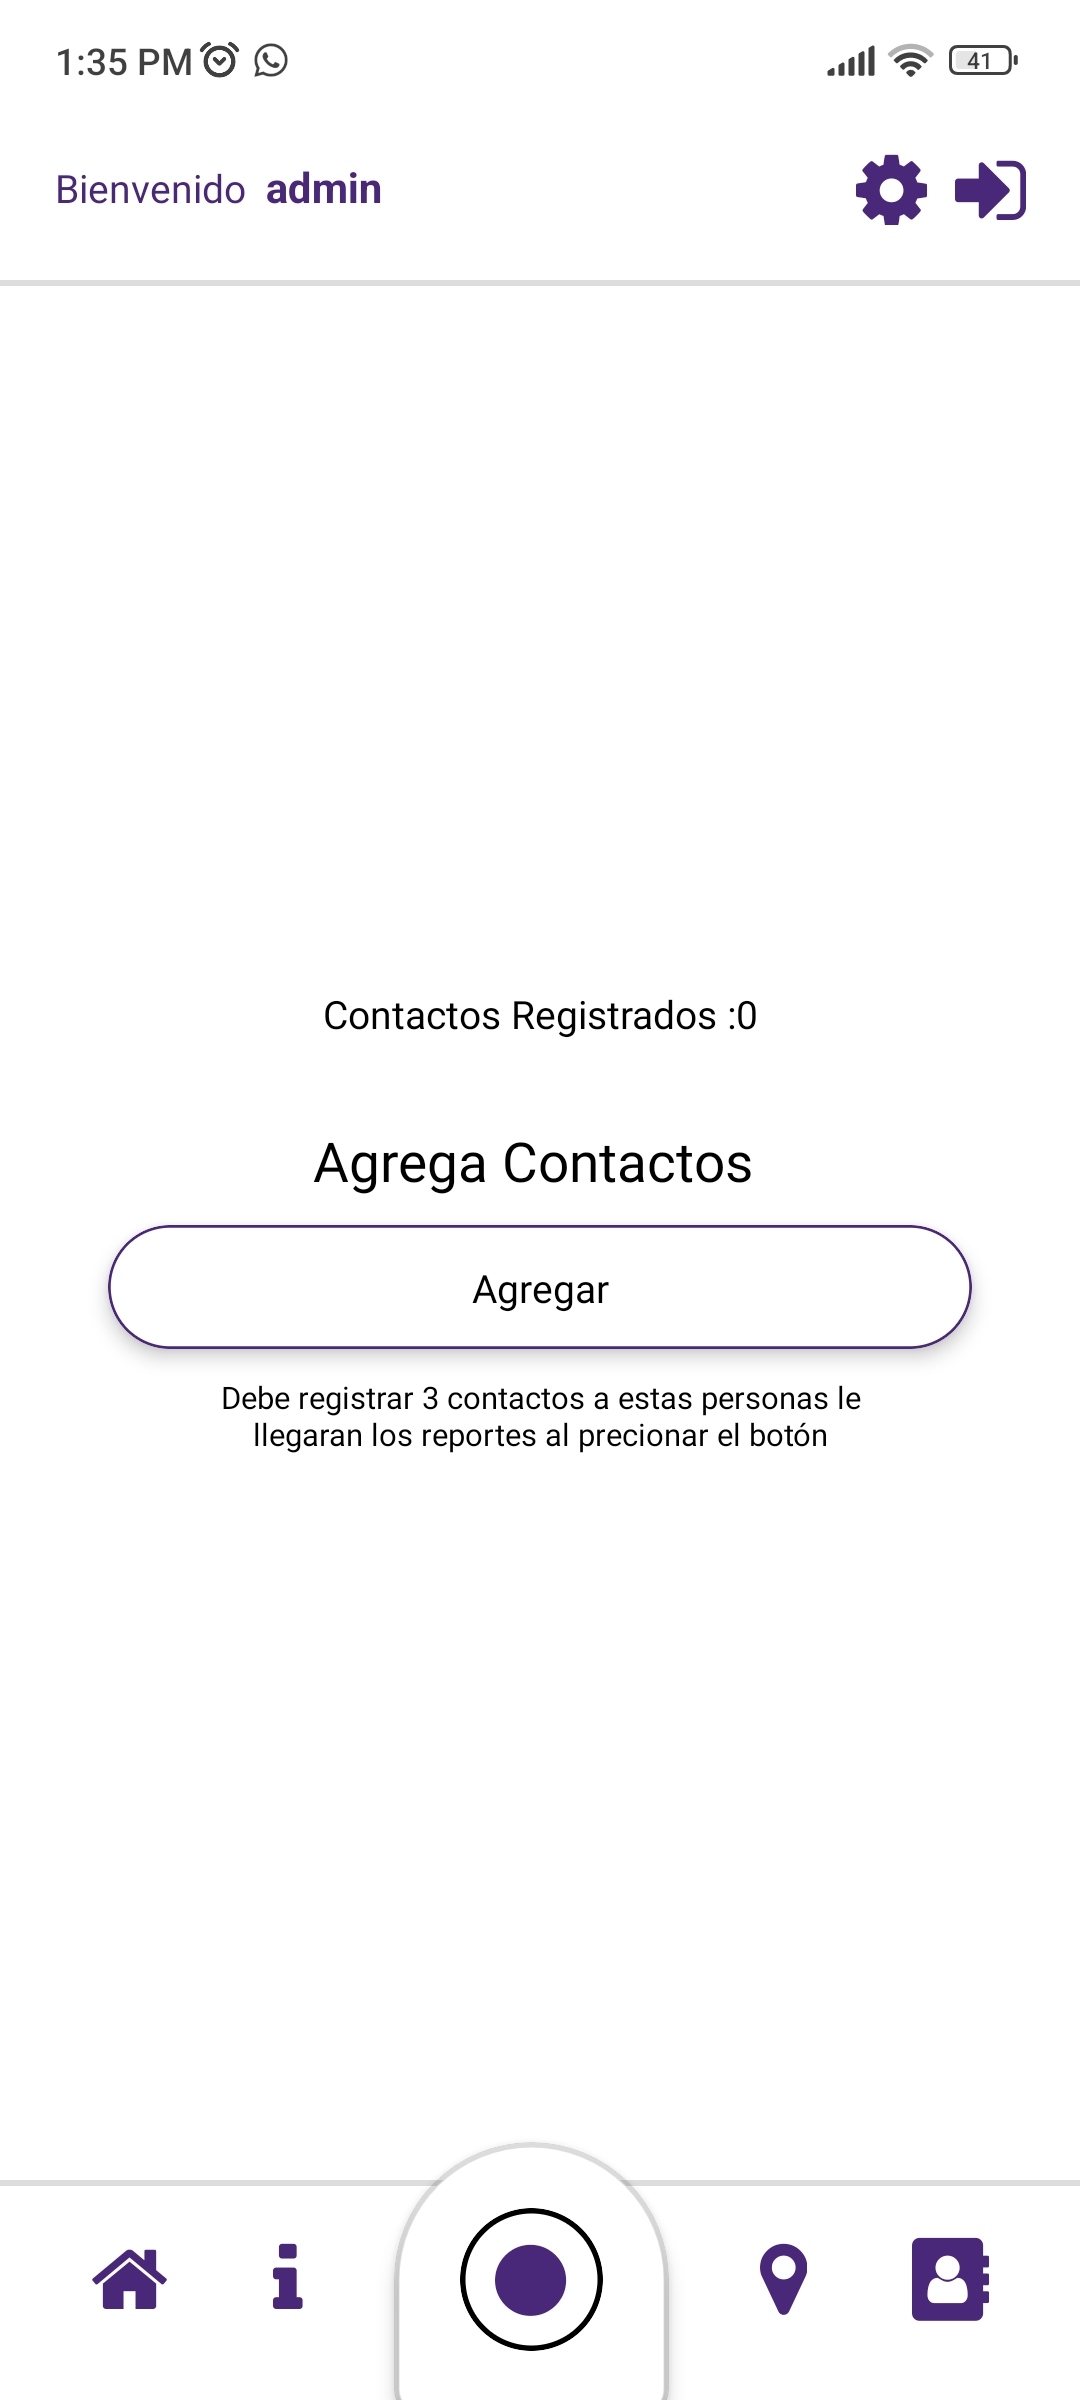 1:35 PM
41
Bienvenido admin
Contactos Registrados :0
Agrega Contactos
Agregar
Debe registrar 3 contactos a estas personas le
llegaran los reportes al precionar el botón